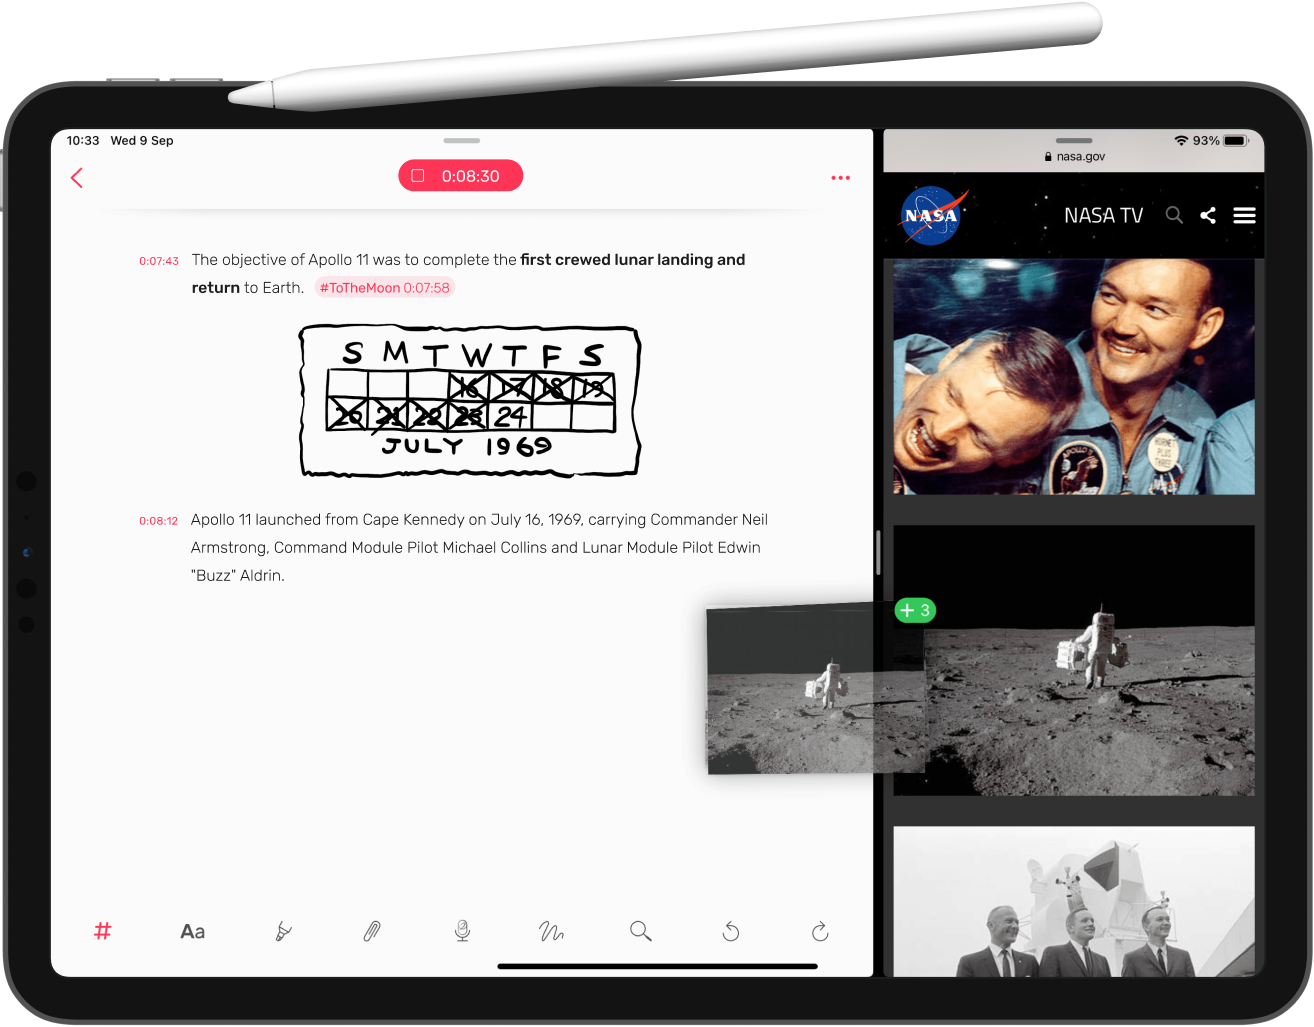 10:33 Wed 9 Sep
0:08:30
0:07:43 The objective of Apollo 11 was to complete the first crewed lunar landing and
return to Earth. #ToTheMoon 0:07:58
S M T W T F S
16 17 18 19
20 21 22 23 24
JULY 1969
0:08:12 Apollo 11 launched from Cape Kennedy on July 16, 1969, carrying Commander Neil
Armstrong, Command Module Pilot Michael Collins and Lunar Module Pilot Edwin
"Buzz" Aldrin.
# Aa
93%
nasa.gov
NASA NASA TV
APOLLO 11
PLUS
THREE
+ 3